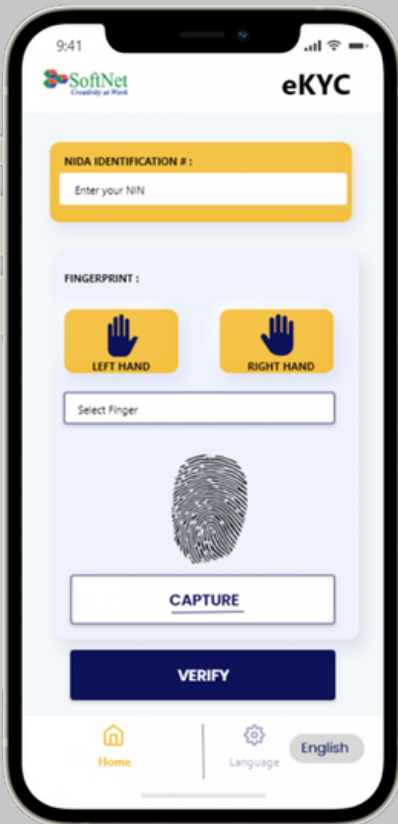 9:41
SoftNet
Creativity at Work
eKYC
NIDA IDENTIFICATION # :
Enter your NIN
FINGERPRINT :
LEFT HAND
RIGHT HAND
Select Finger
CAPTURE
VERIFY
Home
Language
English